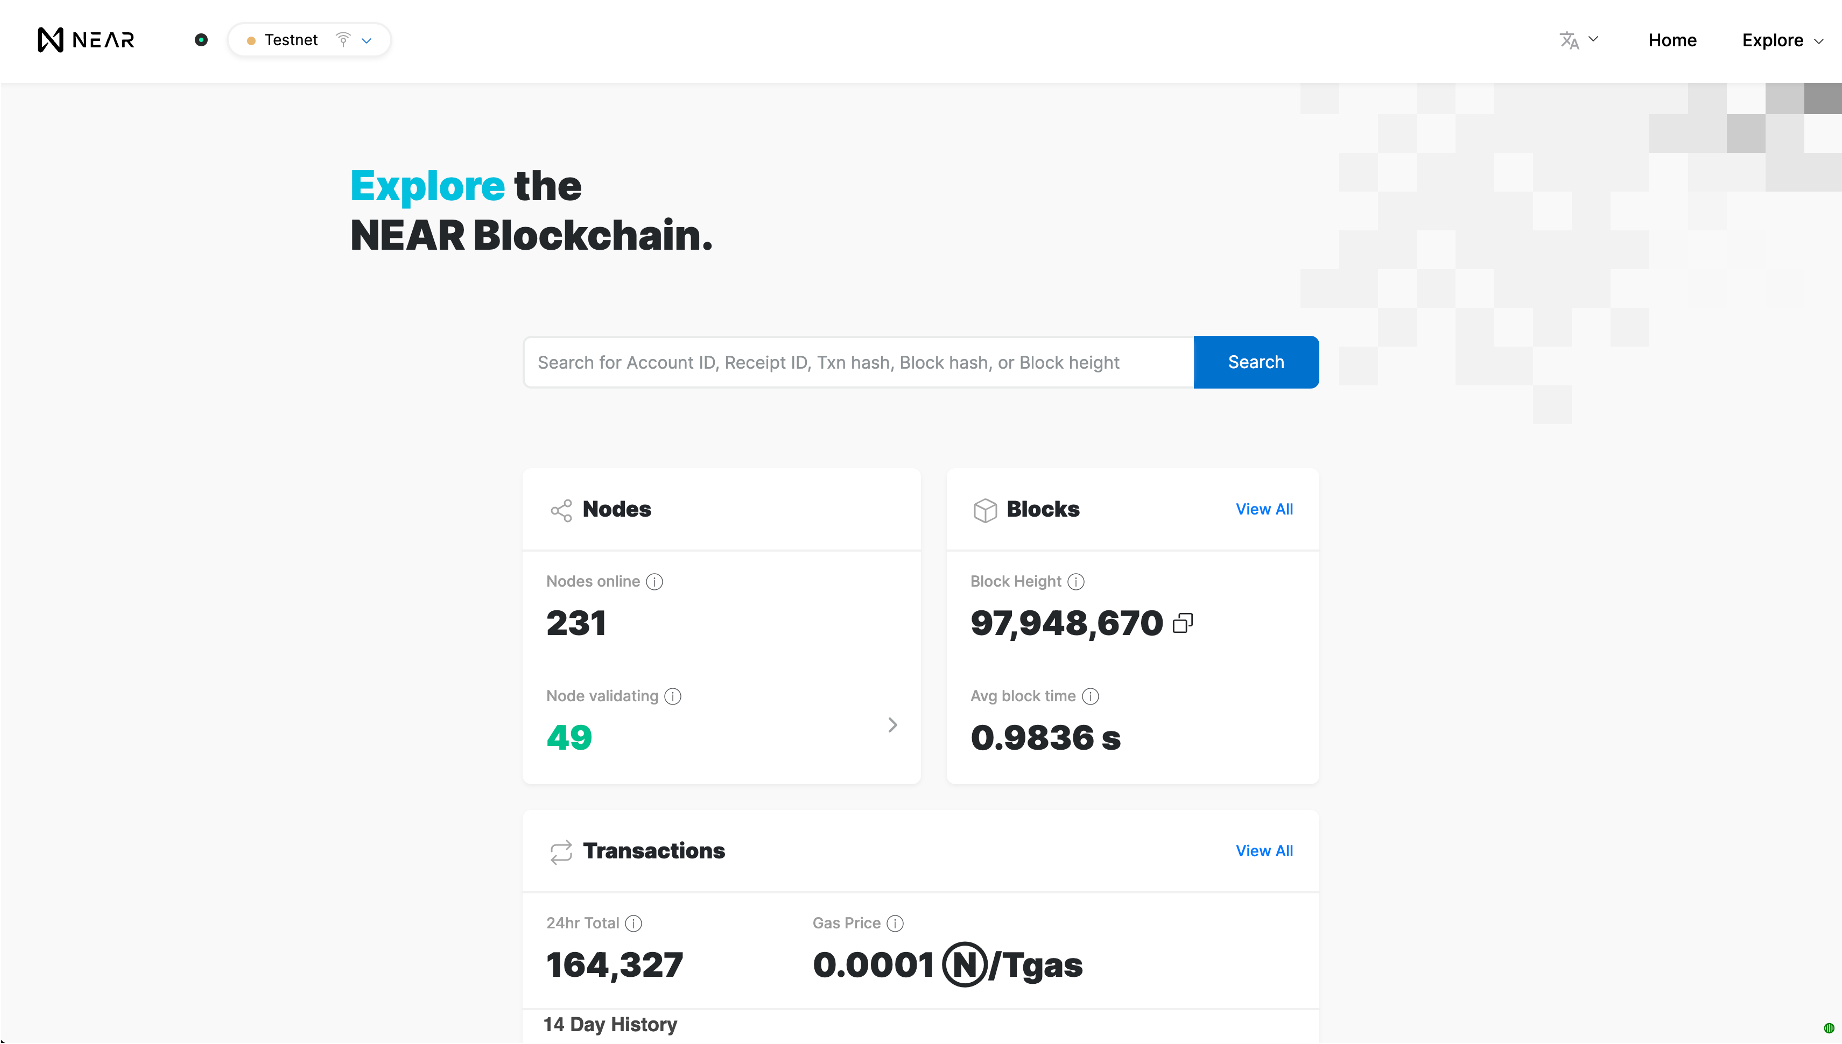 NEAR
Testnet
Home
Explore
Explore the
NEAR Blockchain.
Search for Account ID, Receipt ID, Txn hash, Block hash, or Block height
Search
Nodes
Nodes online
231
Node validating
49
Blocks
View All
Block Height
97,948,670
Avg block time
0.9836 s
Transactions
View All
24hr Total
164,327
Gas Price
0.0001 Ⓝ/Tgas
14 Day History